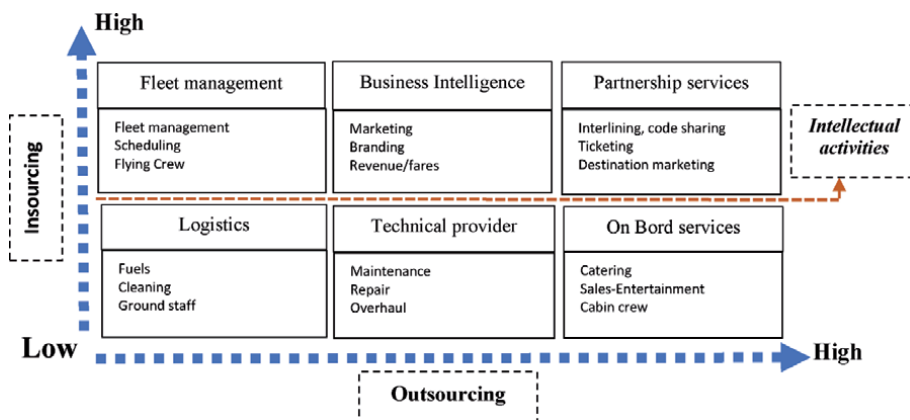 High
Fleet management
Fleet management
Scheduling
Flying Crew
Business Intelligence
Marketing
Branding
Revenue/fares
Partnership services
Interlining, code sharing
Ticketing
Destination marketing
Intellectual
activities
Insourcing
Logistics
Fuels
Cleaning
Ground staff
Technical provider
Maintenance
Repair
Overhaul
On Bord services
Catering
Sales-Entertainment
Cabin crew
Low
High
Outsourcing